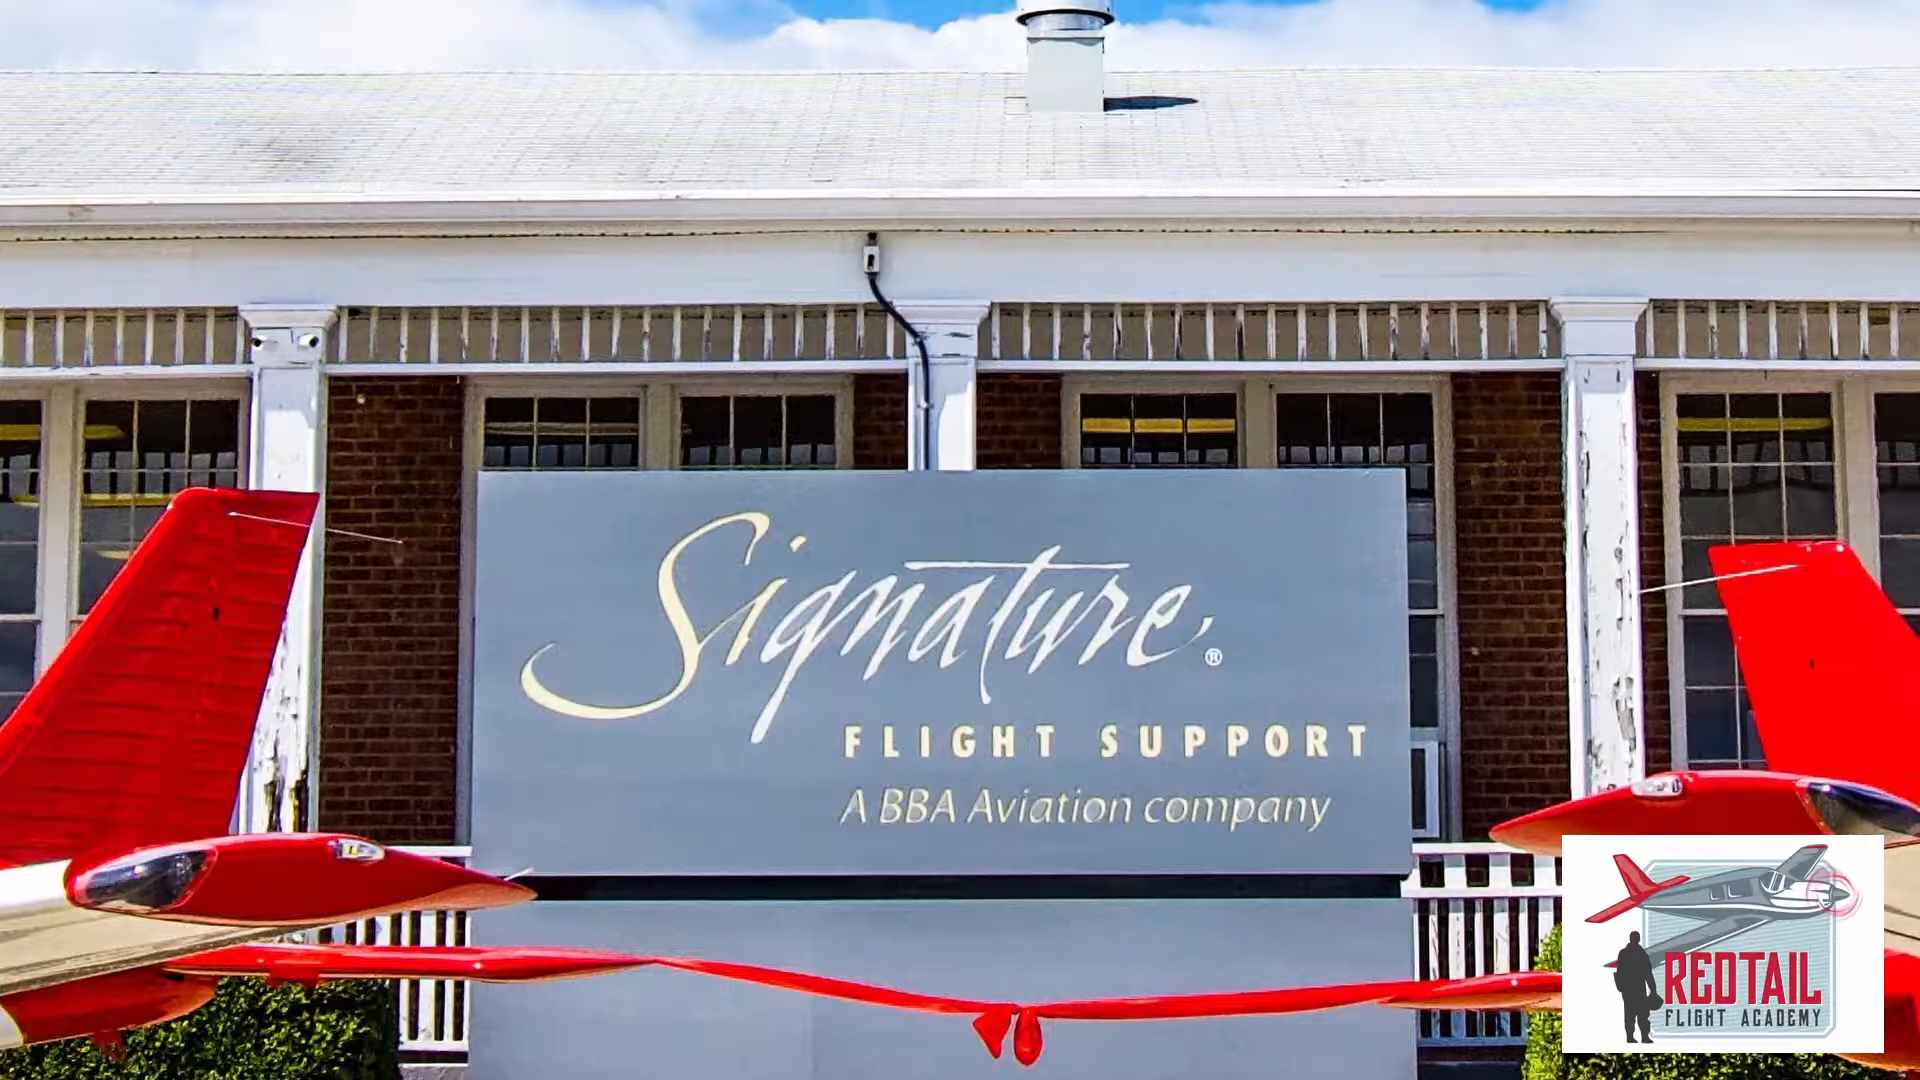 Signature®
FLIGHT SUPPORT
A BBA Aviation company
REDTAIL
FLIGHT ACADEMY